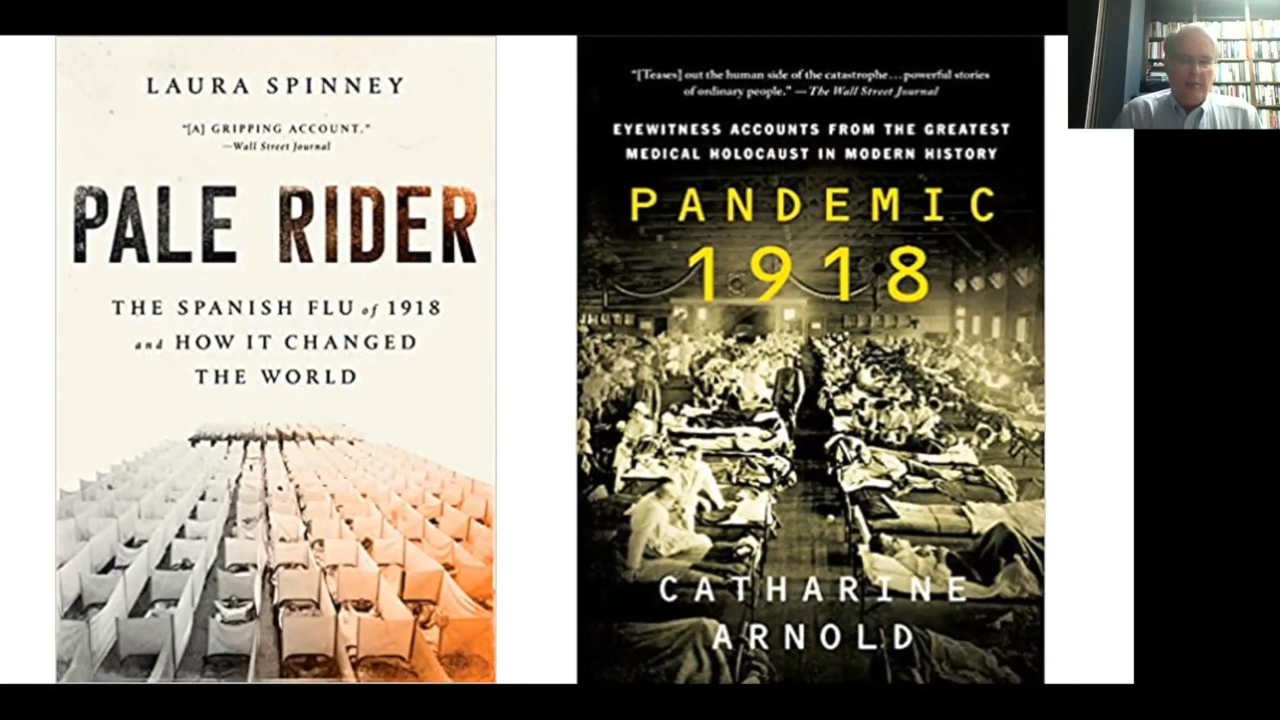 LAURA SPINNEY
"[A] GRIPPING ACCOUNT."
—Wall Street Journal
PALE RIDER
THE SPANISH FLU of 1918
and HOW IT CHANGED
THE WORLD
"[Teases] out the human side of the catastrophe... powerful stories
of ordinary people." — The Wall Street Journal
EYEWITNESS ACCOUNTS FROM THE GREATEST
MEDICAL HOLOCAUST IN MODERN HISTORY
PANDEMIC
1918
CATHARINE
ARNOLD